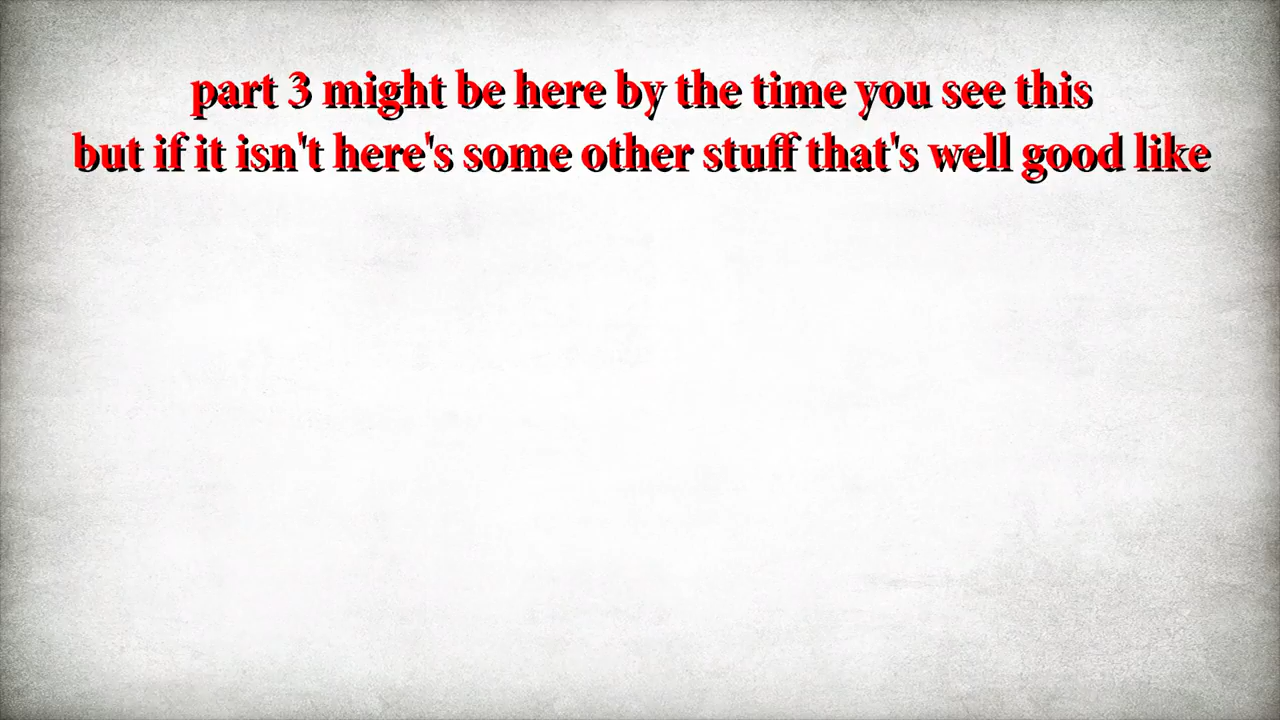 part 3 might be here by the time you see this
but if it isn't here's some other stuff that's well good like